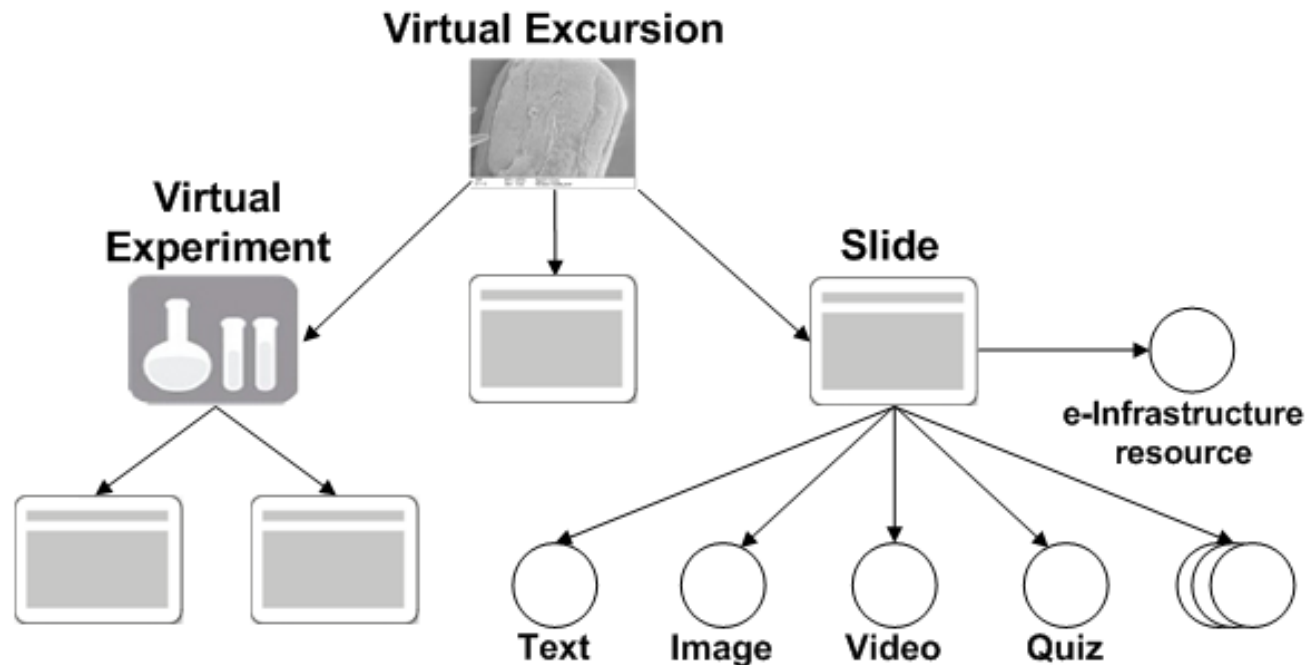 Virtual Excursion
Virtual
Experiment
Slide
e-Infrastructure
resource
Text
Image
Video
Quiz